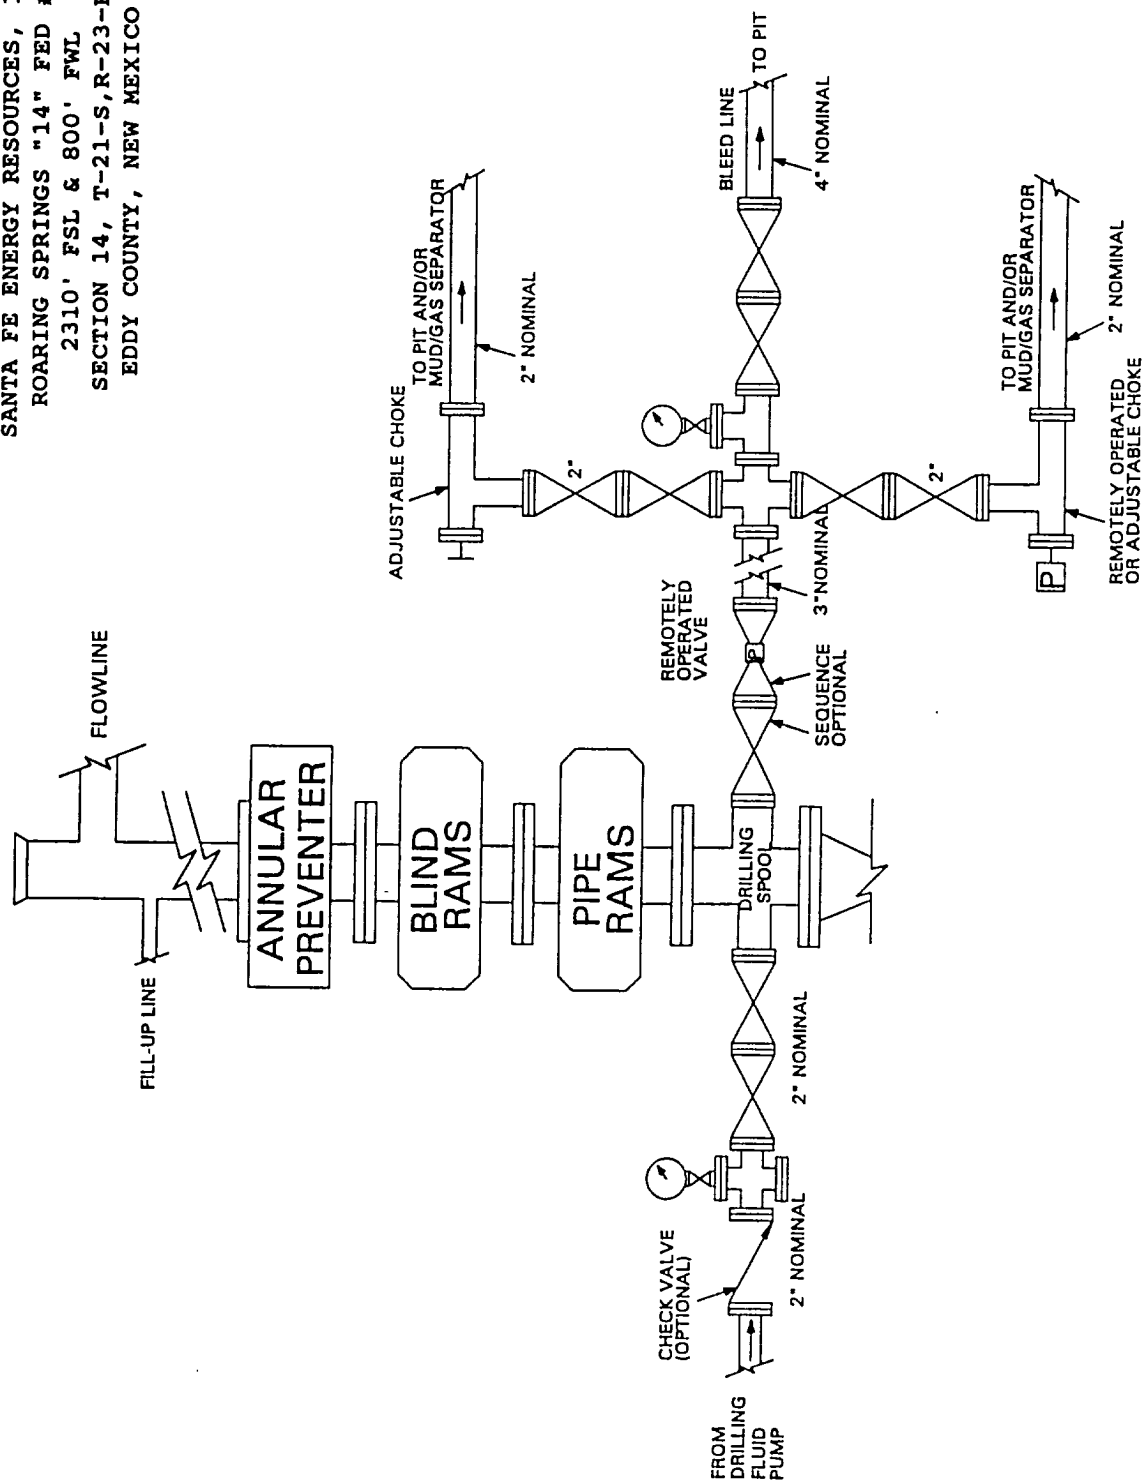 SANTA FE ENERGY RESOURCES,
ROARING SPRINGS "14" FED
2310' FSL & 800' FWL
SECTION 14, T-21-S,R-23-
EDDY COUNTY, NEW MEXICO
FLOWLINE
FILL-UP LINE
ANNULAR
PREVENTER
BLIND
RAMS
PIPE
RAMS
DRILLING
SPOOL
FROM
DRILLING
FLUID
PUMP
CHECK VALVE
(OPTIONAL)
2" NOMINAL
2" NOMINAL
REMOTELY
OPERATED
VALVE
P
SEQUENCE
OPTIONAL
3"NOMINAL
ADJUSTABLE CHOKE
TO PIT AND/OR
MUD/GAS SEPARATOR
2" NOMINAL
2"
BLEED LINE
TO PIT
4" NOMINAL
2"
TO PIT AND/OR
MUD/GAS SEPARATOR
2" NOMINAL
P
REMOTELY OPERATED
OR ADJUSTABLE CHOKE